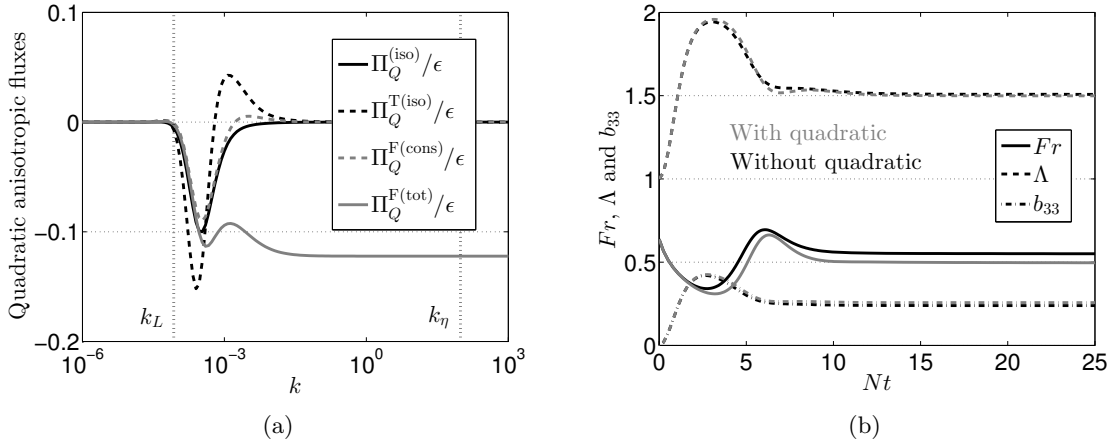 Quadratic anisotropic fluxes
0.1
0
−0.1
−0.2
Π_Q^(iso)/ϵ
Π_Q^T(iso)/ϵ
Π_Q^F(cons)/ϵ
Π_Q^F(tot)/ϵ
k_L
k_η
10^−6
10^−3
10^0
10^3
k
(a)
Fr, Λ and b_33
2
1.5
1
0.5
0
With quadratic
Without quadratic
Fr
Λ
b_33
0
5
10
15
20
25
Nt
(b)